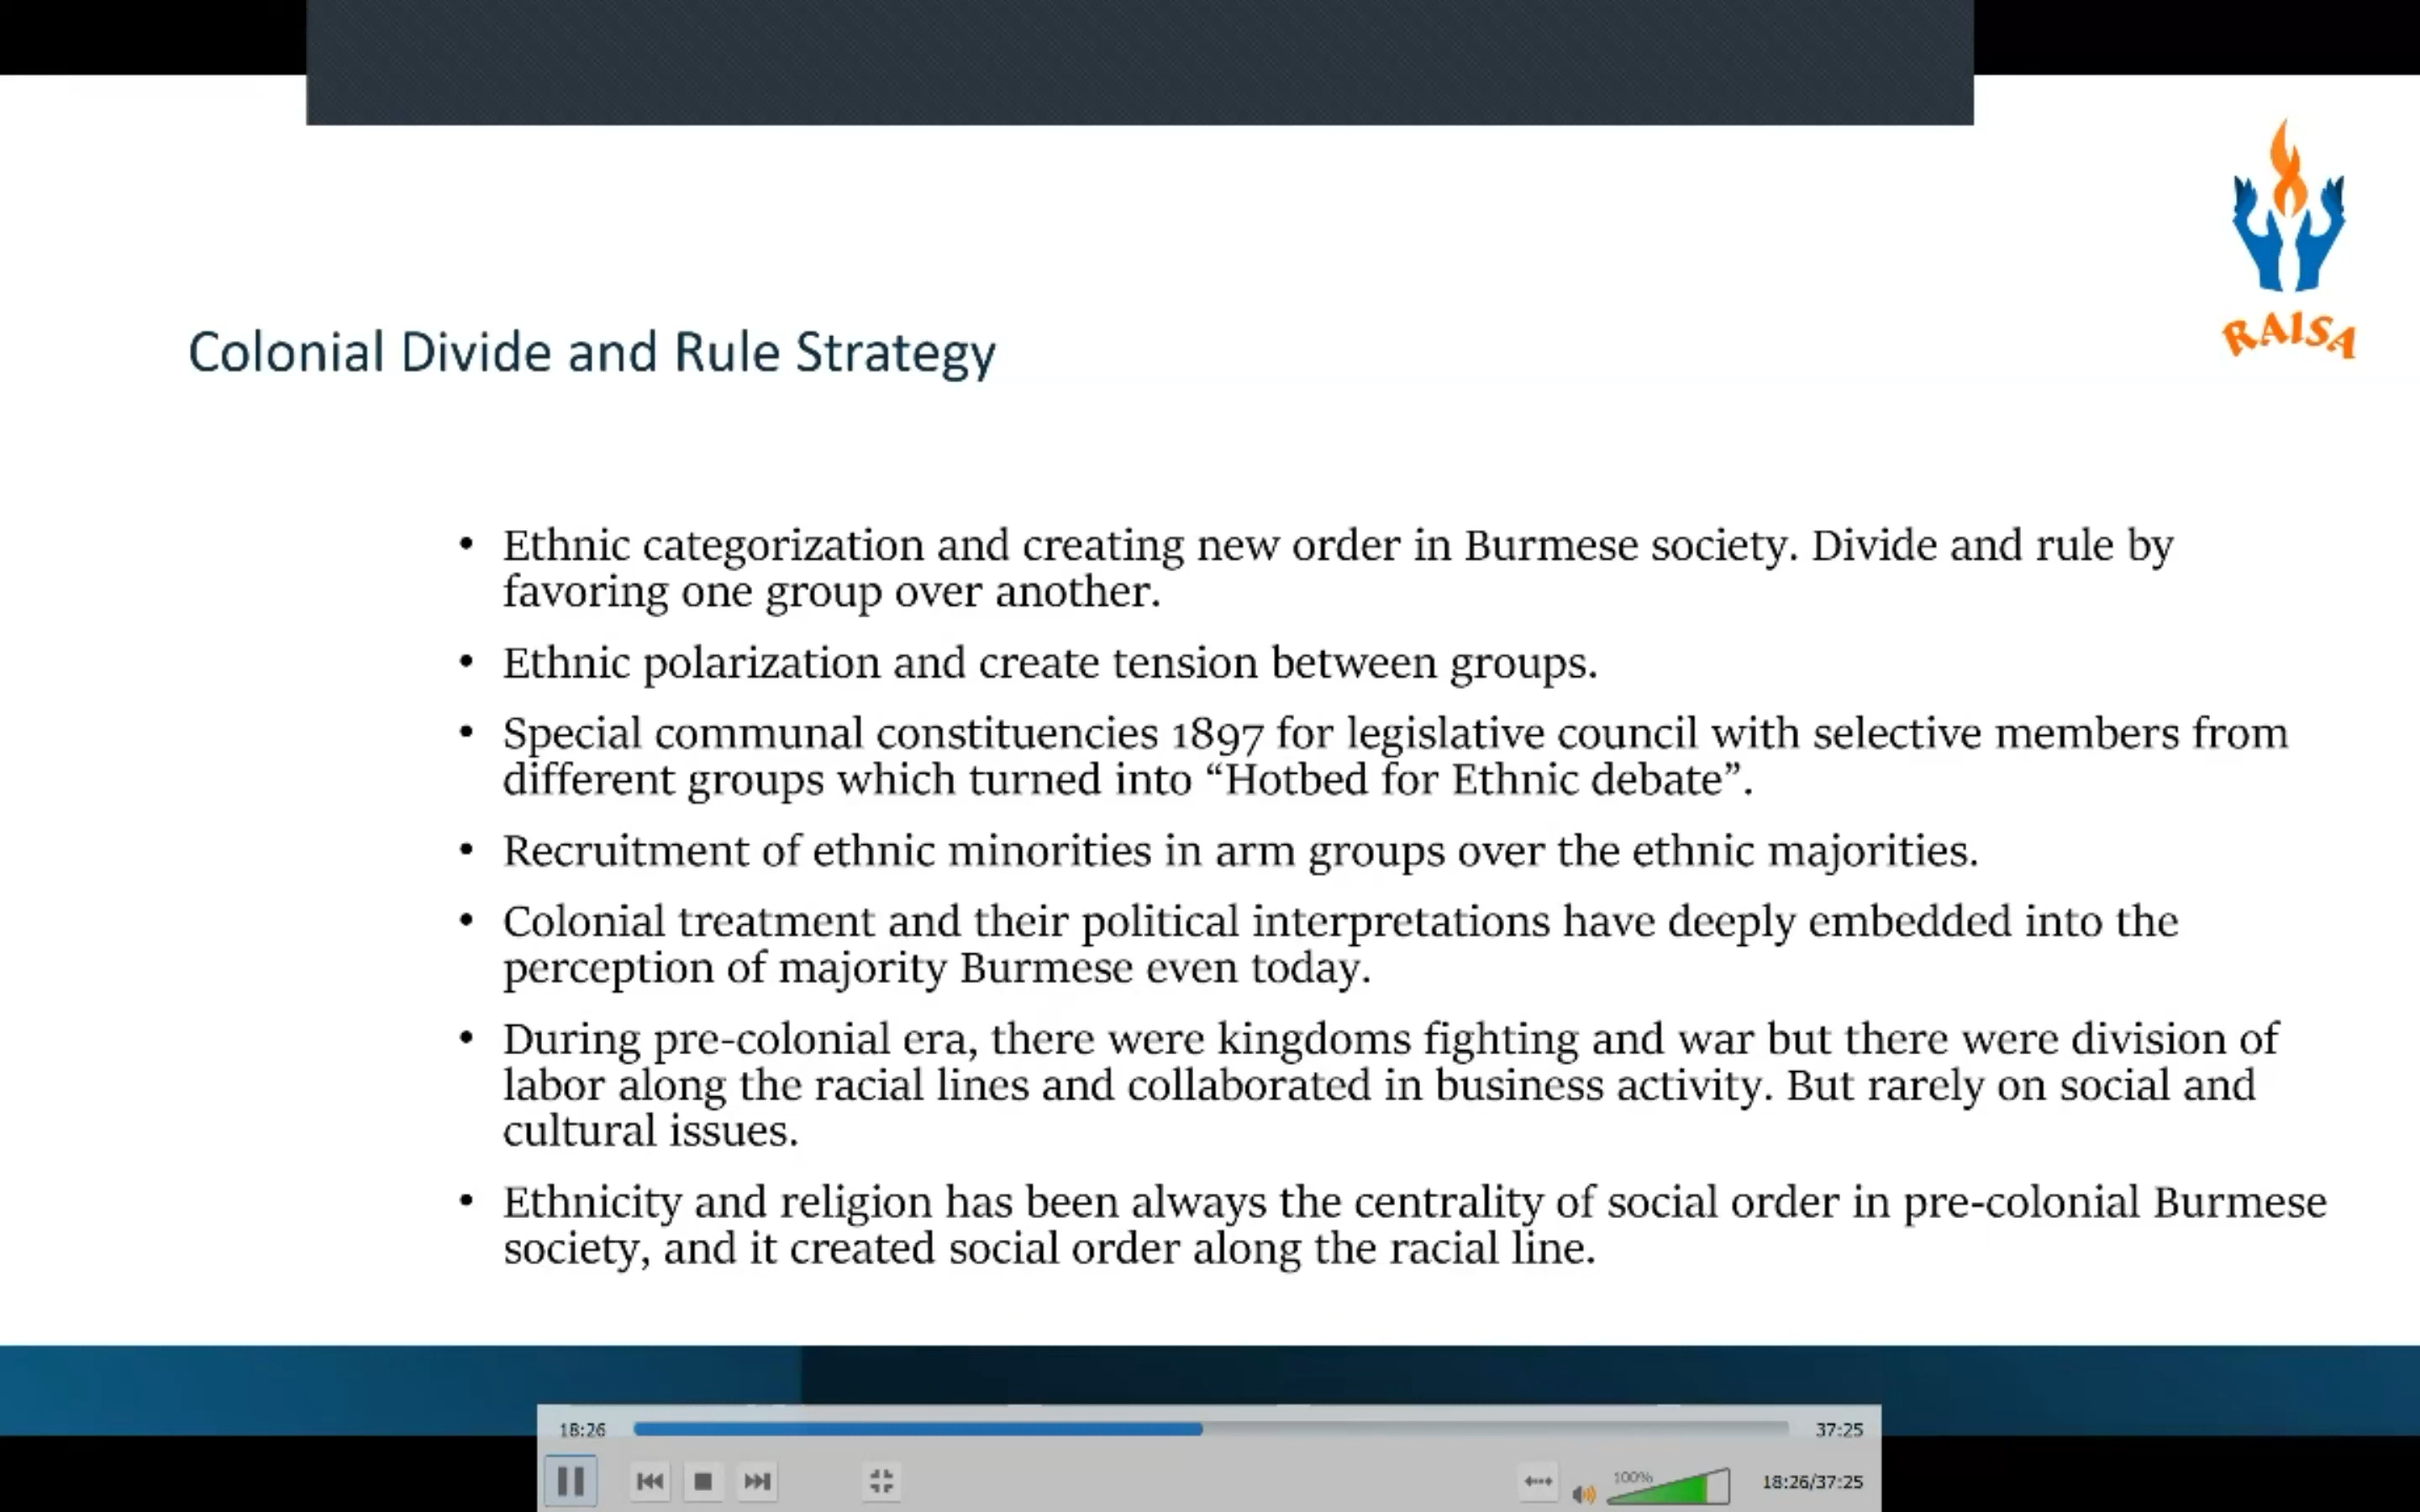 RAISA
Colonial Divide and Rule Strategy
• Ethnic categorization and creating new order in Burmese society. Divide and rule by
favoring one group over another.
• Ethnic polarization and create tension between groups.
• Special communal constituencies 1897 for legislative council with selective members from
different groups which turned into “Hotbed for Ethnic debate”.
• Recruitment of ethnic minorities in arm groups over the ethnic majorities.
• Colonial treatment and their political interpretations have deeply embedded into the
perception of majority Burmese even today.
• During pre-colonial era, there were kingdoms fighting and war but there were division of
labor along the racial lines and collaborated in business activity. But rarely on social and
cultural issues.
• Ethnicity and religion has been always the centrality of social order in pre-colonial Burmese
society, and it created social order along the racial line.
18:26
37:25
100%
18:26/37:25